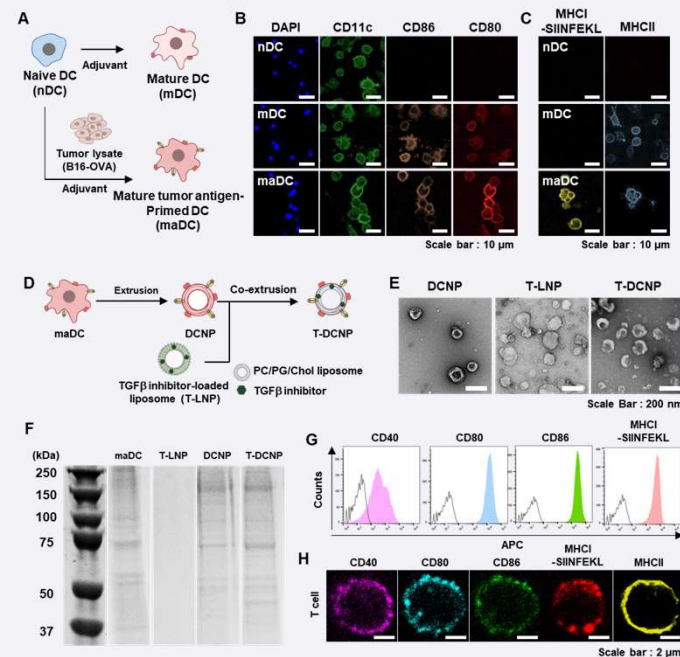 A
Naive DC
(nDC)
Adjuvant
Mature DC
(mDC)
Tumor lysate
(B16-OVA)
Adjuvant
Mature tumor antigen-
Primed DC
(maDC)
B
DAPI CD11c CD86 CD80
nDC
mDC
maDC
Scale bar : 10 µm
C
MHCI
-SIINFEKL MHCII
nDC
mDC
maDC
Scale bar : 10 µm
D
maDC
Extrusion
DCNP
Co-extrusion
T-DCNP
TGFβ inhibitor-loaded
liposome (T-LNP)
PC/PG/Chol liposome
TGFβ inhibitor
E
DCNP T-LNP T-DCNP
Scale Bar : 200 nm
F
(kDa) maDC T-LNP DCNP T-DCNP
250
150
100
75
50
37
G
CD40 CD80 CD86 MHCI
-SIINFEKL
Counts
APC
H
CD40 CD80 CD86 MHCI
-SIINFEKL MHCII
T cell
Scale bar : 2 µm